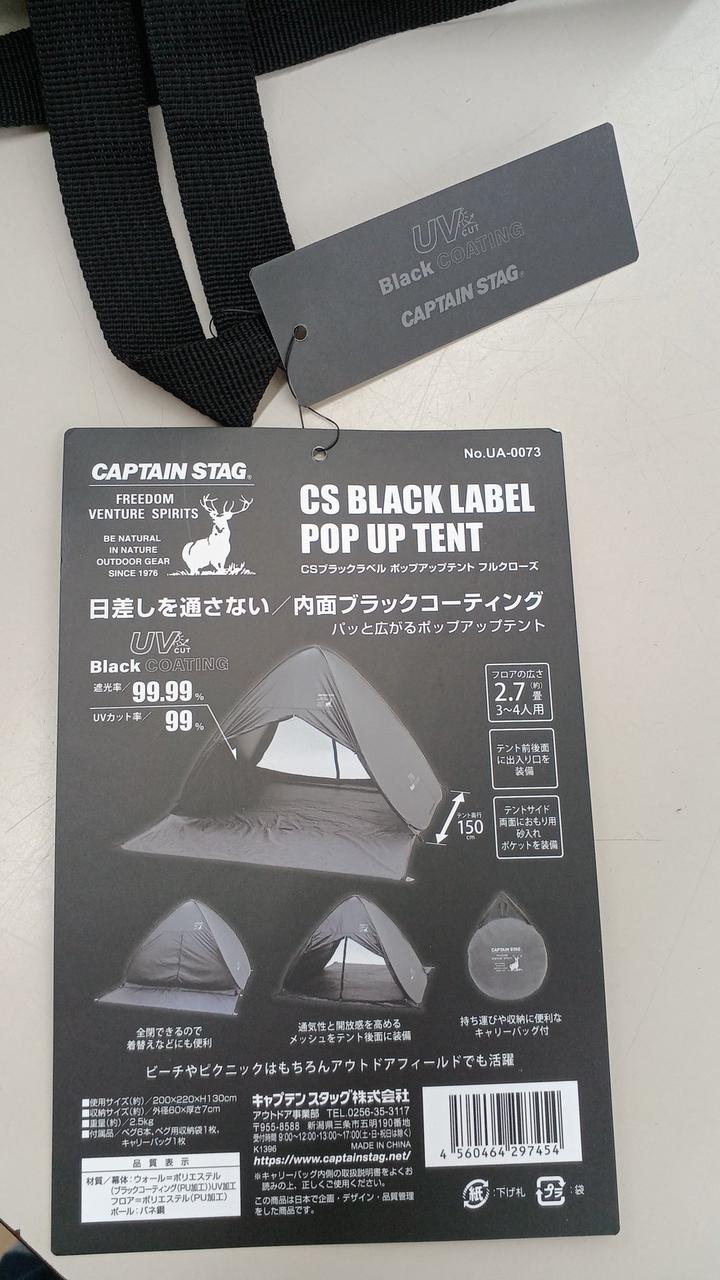 UV CUT
Black COATING
CAPTAIN STAG®
No.UA-0073
CAPTAIN STAG®
FREEDOM
VENTURE SPIRITS
BE NATURAL
IN NATURE
OUTDOOR GEAR
SINCE 1976
CS BLACK LABEL
POP UP TENT
CSブラックラベル ポップアップテント フルクローズ
日差しを通さない／内面ブラックコーティング
パッと広がるポップアップテント
UV CUT
Black COATING
遮光率／99.99%
UVカット率／99%
フロアの広さ
2.7(約)畳
3〜4人用
テント前後面
に出入り口を
装備
テントサイド
両面におもり用
砂入れ
ポケットを装備
テント奥行
150
cm
CAPTAIN STAG
全閉できるので
着替えなどにも便利
通気性と開放感を高める
メッシュをテント後面に装備
持ち運びや収納に便利な
キャリーバッグ付
ビーチやピクニックはもちろんアウトドアフィールドでも活躍
■使用サイズ(約)／200×220×H130cm
■収納サイズ(約)／外径60×厚さ7cm
■重量(約)／2.5kg
■付属品／ペグ6本、ペグ用収納袋1枚、
キャリーバッグ1枚
品質表示
材質／幕体：ウォール＝ポリエステル
(ブラックコーティング(PU加工))UV加工
フロア＝ポリエステル(PU加工)
ポール：バネ鋼
キャプテンスタッグ株式会社
アウトドア事業部 TEL.0256-35-3117
〒955-8588 新潟県三条市五明190番地
受付時間 9:00〜12:00・13:00〜17:00(土・日・祝日は除く)
K1396 MADE IN CHINA
https://www.captainstag.net/
※キャリーバッグ内側の取扱説明書をよくお
読みの上、正しくご使用ください。
この商品は日本で企画・デザイン・品質管理
をした商品です。
4 560464 297454
紙：下げ札
プラ：袋